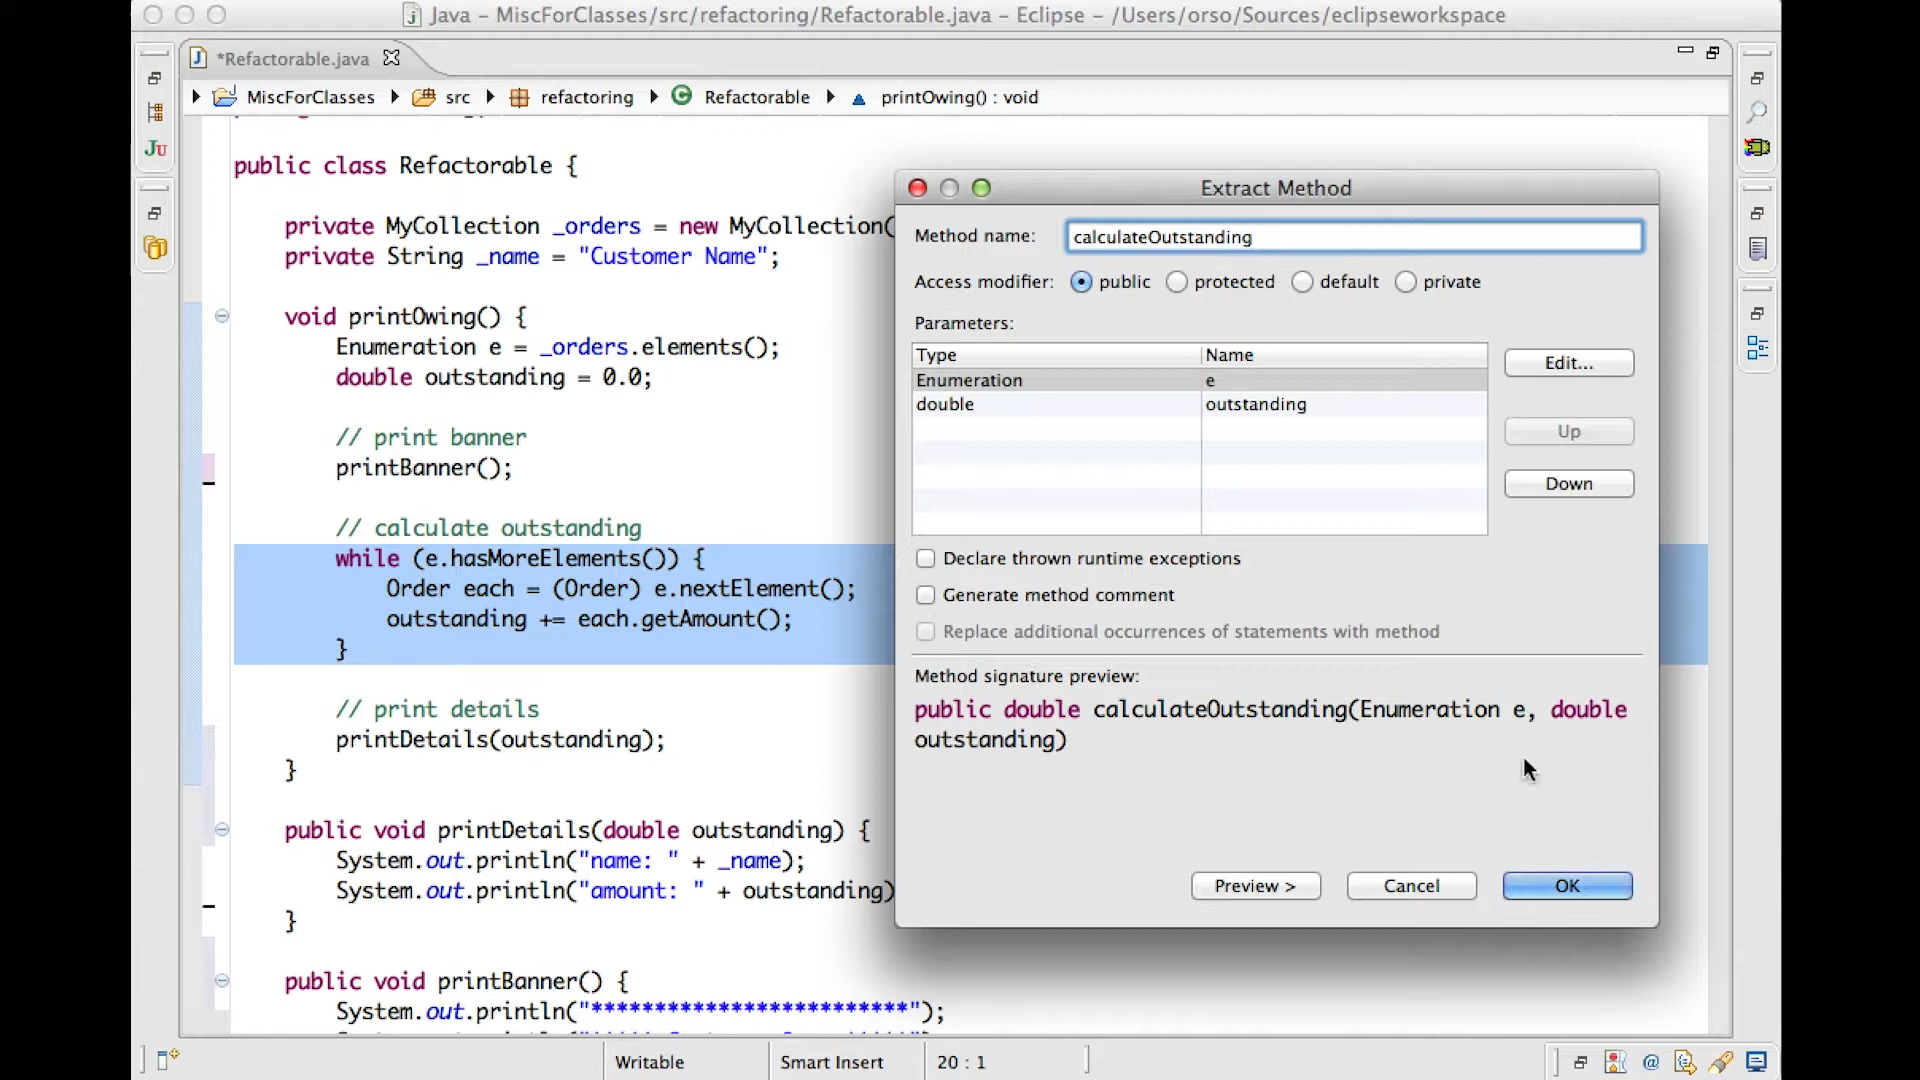 Java – MiscForClasses/src/refactoring/Refactorable.java – Eclipse – /Users/orso/Sources/eclipseworkspace
*Refactorable.java
MiscForClasses src refactoring Refactorable printOwing() : void
public class Refactorable {
private MyCollection _orders = new MyCollection(
private String _name = "Customer Name";
void printOwing() {
Enumeration e = _orders.elements();
double outstanding = 0.0;
// print banner
printBanner();
// calculate outstanding
while (e.hasMoreElements()) {
Order each = (Order) e.nextElement();
outstanding += each.getAmount();
}
// print details
printDetails(outstanding);
}
public void printDetails(double outstanding) {
System.out.println("name: " + _name);
System.out.println("amount: " + outstanding)
}
public void printBanner() {
System.out.println("*************************");
Extract Method
Method name: calculateOutstanding
Access modifier: public protected default private
Parameters:
Type Name
Enumeration e
double outstanding
Edit...
Up
Down
Declare thrown runtime exceptions
Generate method comment
Replace additional occurrences of statements with method
Method signature preview:
public double calculateOutstanding(Enumeration e, double
outstanding)
Preview > Cancel OK
Writable Smart Insert 20 : 1